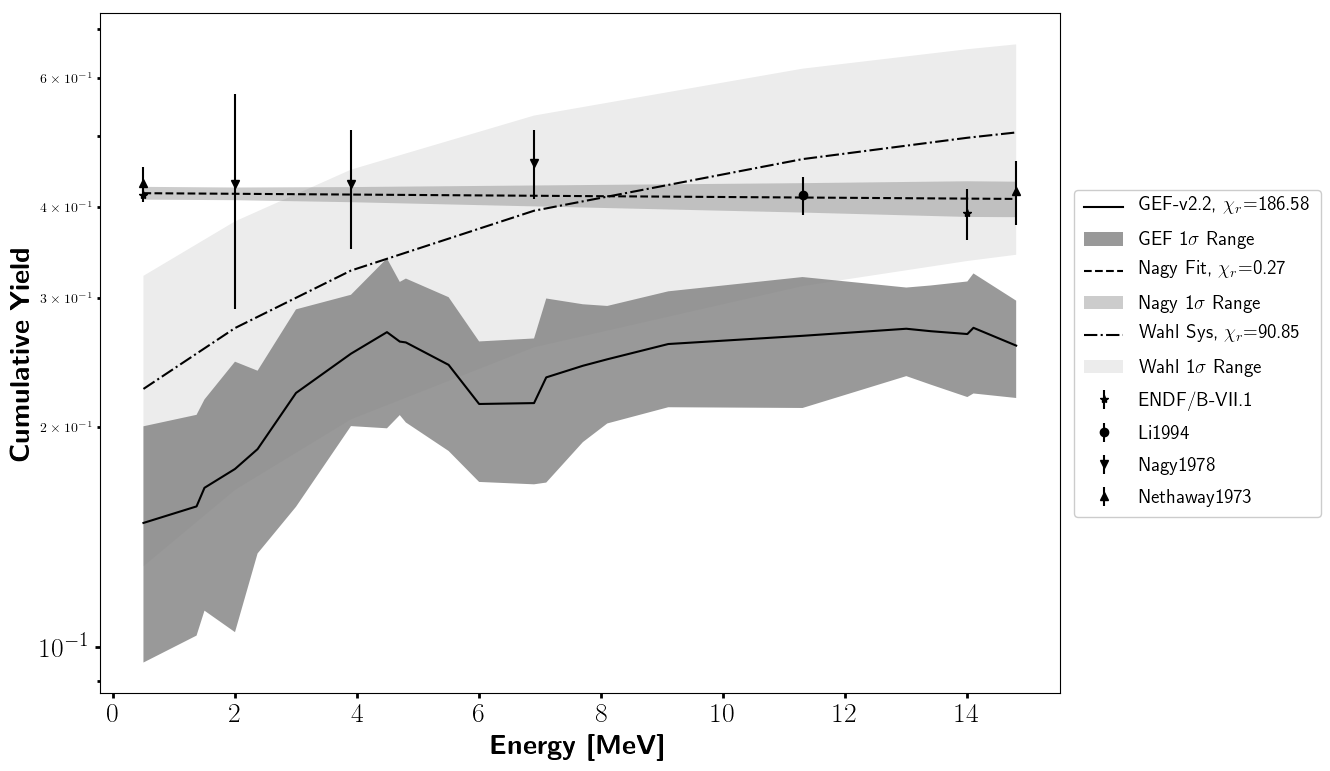 Cumulative Yield
6 × 10⁻¹
4 × 10⁻¹
3 × 10⁻¹
2 × 10⁻¹
10⁻¹
0 2 4 6 8 10 12 14
Energy [MeV]
GEF-v2.2, χᵣ=186.58
GEF 1σ Range
Nagy Fit, χᵣ=0.27
Nagy 1σ Range
Wahl Sys, χᵣ=90.85
Wahl 1σ Range
ENDF/B-VII.1
Li1994
Nagy1978
Nethaway1973